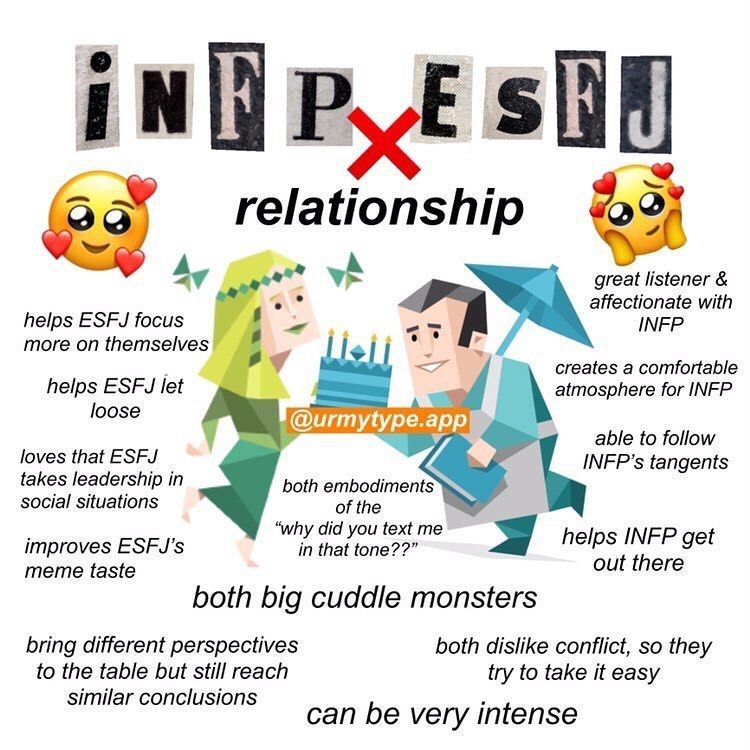 iNFP x ESFJ
relationship
helps ESFJ focus
more on themselves
helps ESFJ let
loose
loves that ESFJ
takes leadership in
social situations
improves ESFJ's
meme taste
@urmytype.app
both embodiments
of the
“why did you text me
in that tone??”
great listener &
affectionate with
INFP
creates a comfortable
atmosphere for INFP
able to follow
INFP's tangents
helps INFP get
out there
both big cuddle monsters
bring different perspectives
to the table but still reach
similar conclusions
both dislike conflict, so they
try to take it easy
can be very intense